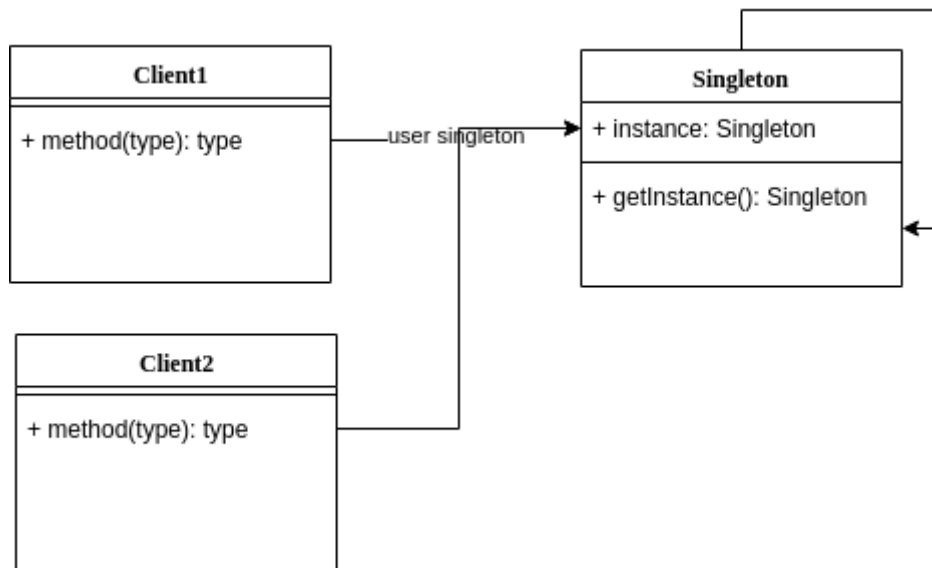 Client1
+ method(type): type
user singleton
Singleton
+ instance: Singleton
+ getInstance(): Singleton
Client2
+ method(type): type